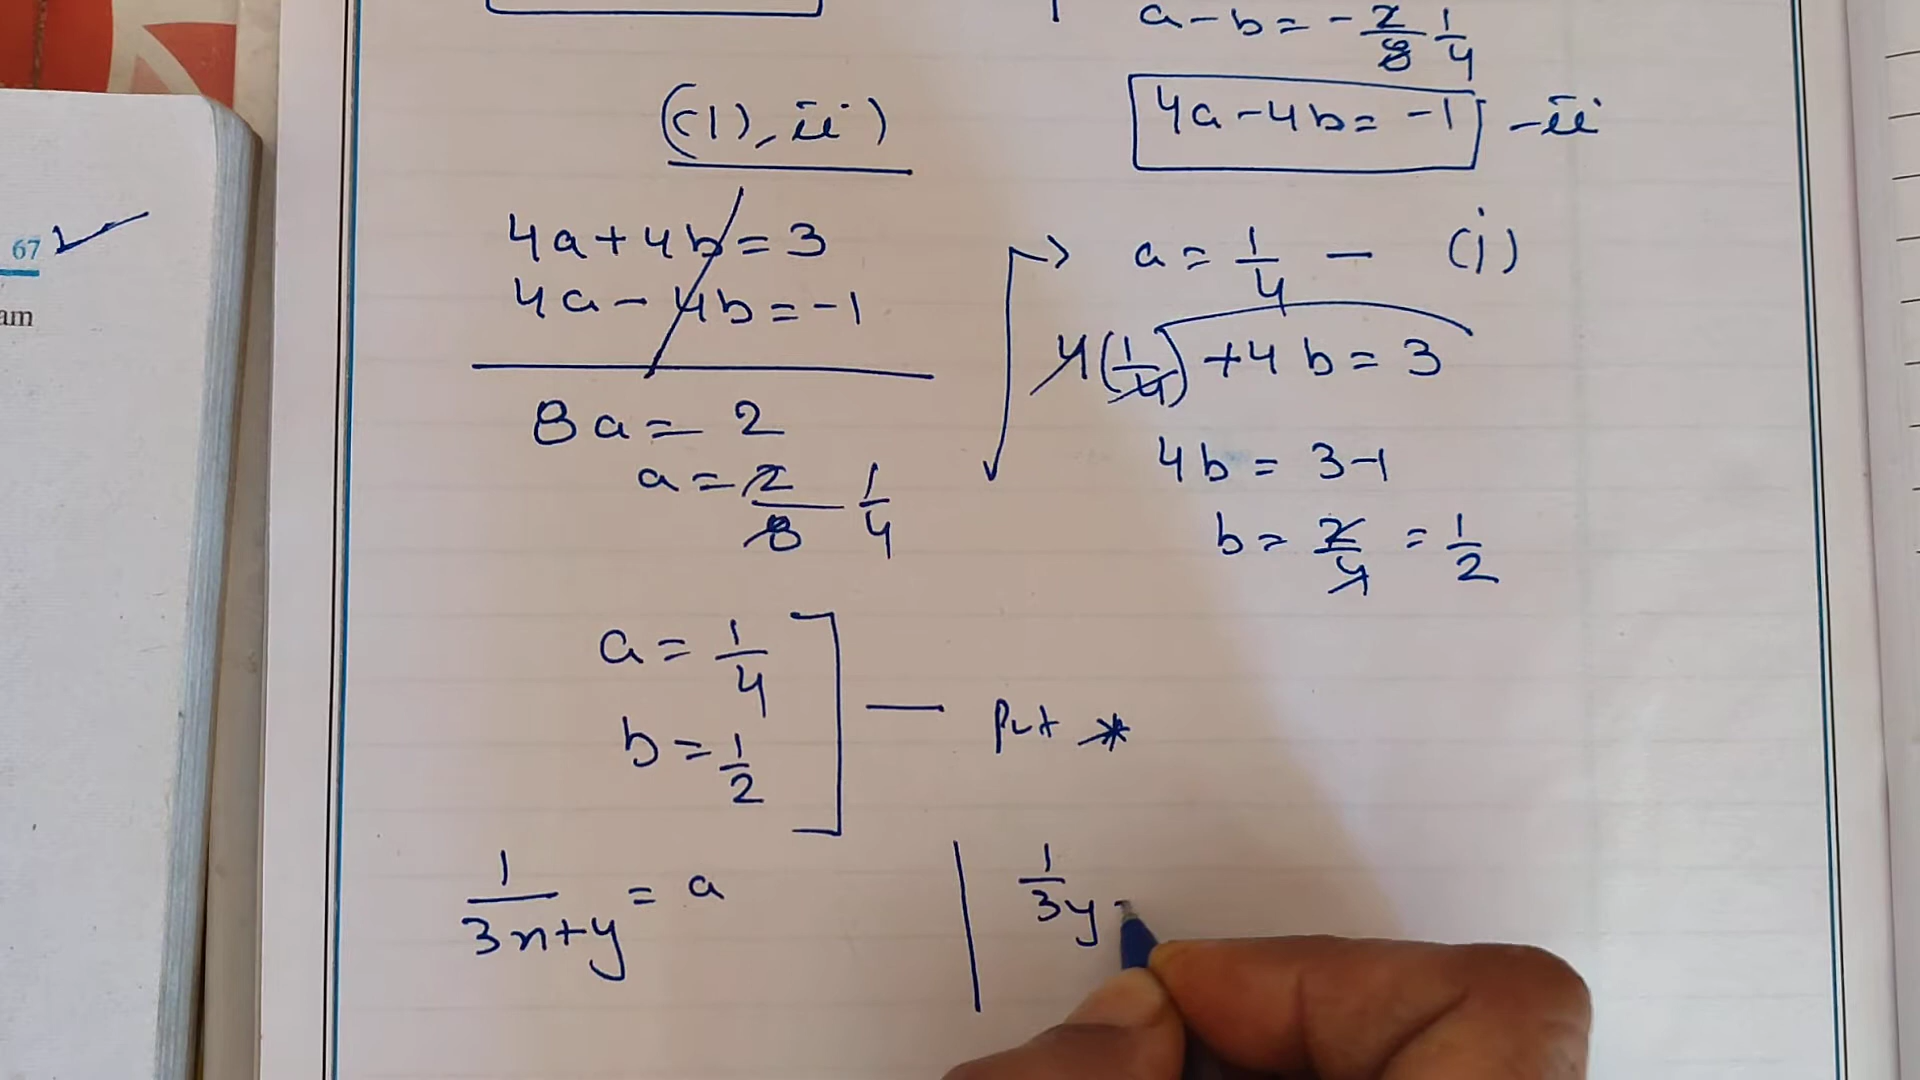 67
am
a-b = -2/8 1/4
4a-4b = -1 -ii
((-1), ii)
4a+4b=3
4a-4b=-1
8a= 2
a = 2/8 1/4
a = 1/4 - (i)
4(1/4)+4b=3
4b = 3-1
b = 2/4 = 1/2
a = 1/4
b = 1/2
put *
1/3x+y = a
1/3y -